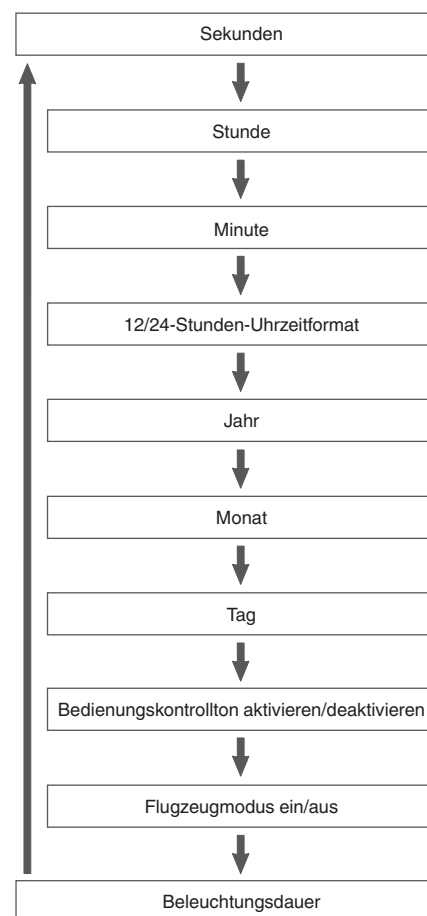 Sekunden
Stunde
Minute
12/24-Stunden-Uhrzeitformat
Jahr
Monat
Tag
Bedienungskontrollton aktivieren/deaktivieren
Flugzeugmodus ein/aus
Beleuchtungsdauer